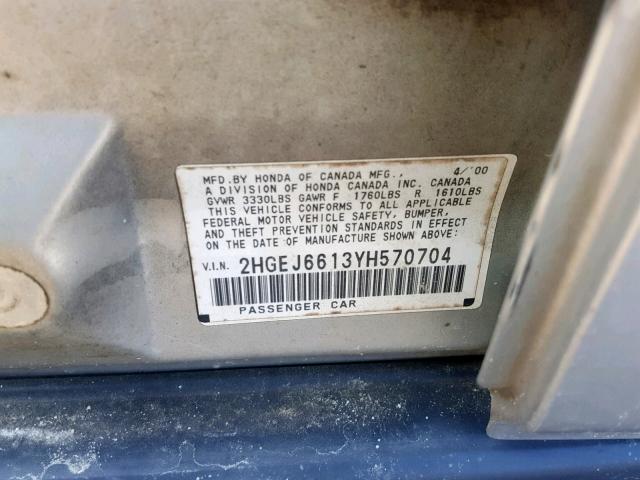 MFD.BY HONDA OF CANADA MFG., 4/'00
A DIVISION OF HONDA CANADA INC. CANADA
GVWR 3330LBS GAWR F 1760LBS R 1610LBS
THIS VEHICLE CONFORMS TO ALL APPLICABLE
FEDERAL MOTOR VEHICLE SAFETY, BUMPER,
AND THEFT PREVENTION STANDARDS IN EFFECT
ON THE DATE OF MANUFACTURE SHOWN ABOVE:
V.I.N. 2HGEJ6613YH570704
PASSENGER CAR